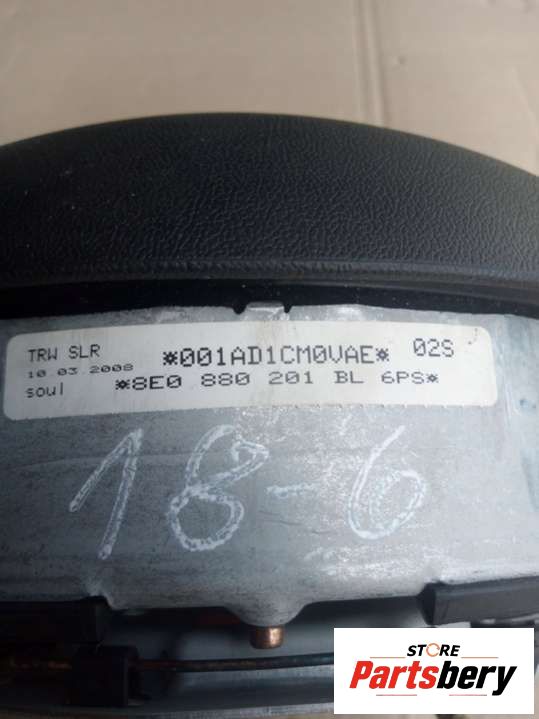 TRW SLR *001AD1CM0VAE* 02S
10.03.2008
soul *8E0 880 201 BL 6PS*
18-6
STORE
Partsbery